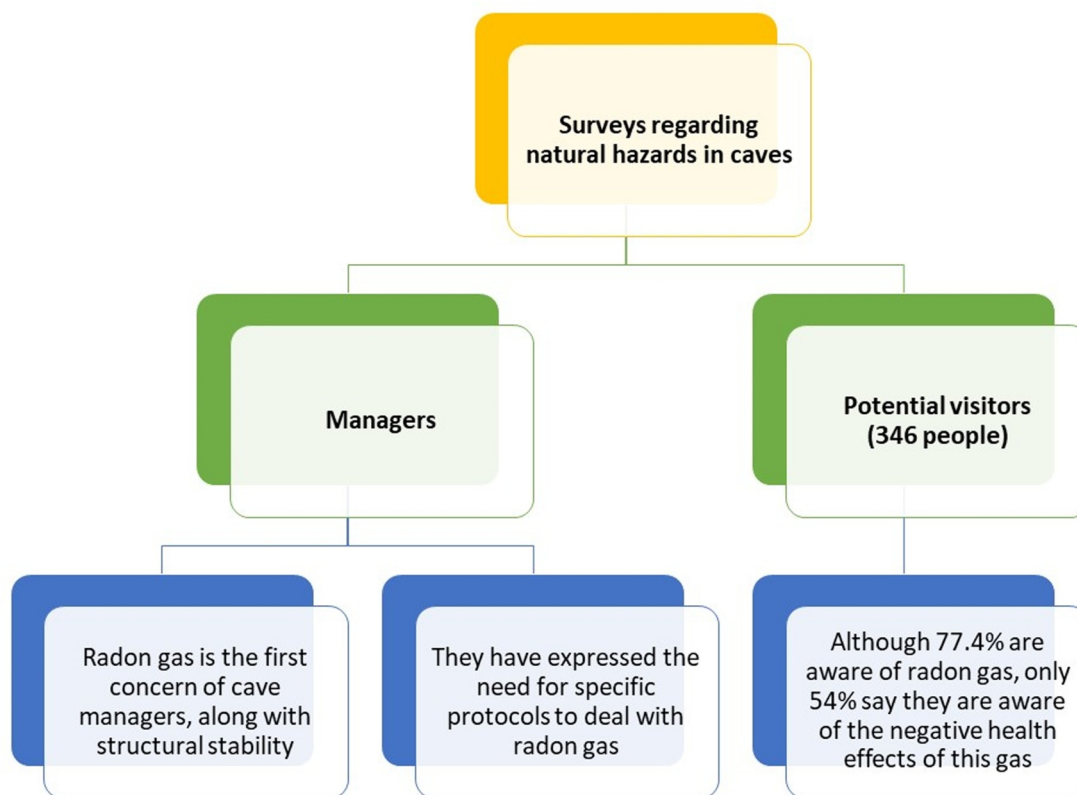 Surveys regarding
natural hazards in caves
Managers
Potential visitors
(346 people)
Radon gas is the first
concern of cave
managers, along with
structural stability
They have expressed the
need for specific
protocols to deal with
radon gas
Although 77.4% are
aware of radon gas, only
54% say they are aware
of the negative health
effects of this gas